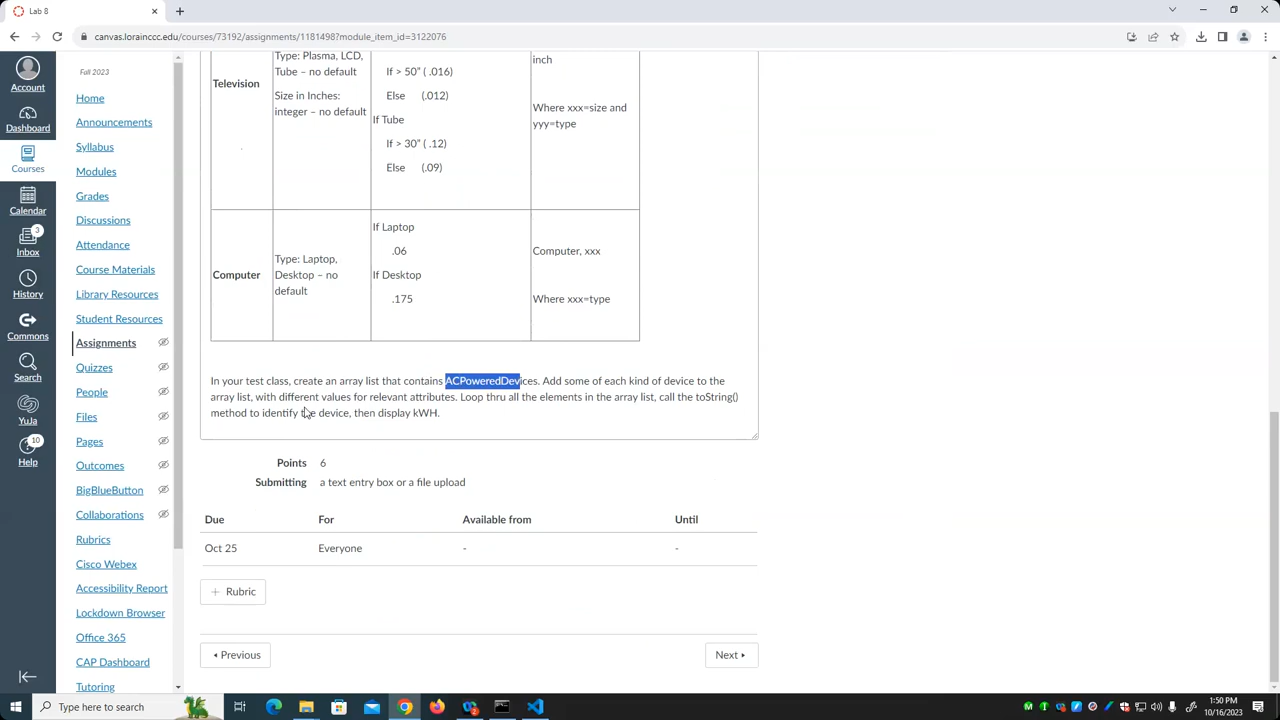 Lab 8
canvas.lorainccc.edu/courses/73192/assignments/1181498?module_item_id=3122076
Account
Dashboard
Courses
Calendar
3
Inbox
History
Commons
Search
YuJa
10
Help
Fall 2023
Home
Announcements
Syllabus
Modules
Grades
Discussions
Attendance
Course Materials
Library Resources
Student Resources
Assignments
Quizzes
People
Files
Pages
Outcomes
BigBlueButton
Collaborations
Rubrics
Cisco Webex
Accessibility Report
Lockdown Browser
Office 365
CAP Dashboard
Tutoring
Television
Type: Plasma, LCD,
Tube – no default
Size in Inches:
integer – no default
If > 50" ( .016)
Else (.012)
If Tube
If > 30" ( .12)
Else (.09)
inch
Where xxx=size and
yyy=type
Computer
Type: Laptop,
Desktop – no
default
If Laptop
.06
If Desktop
.175
Computer, xxx
Where xxx=type
In your test class, create an array list that contains ACPoweredDevices. Add some of each kind of device to the
array list, with different values for relevant attributes. Loop thru all the elements in the array list, call the toString()
method to identify the device, then display kWH.
Points 6
Submitting a text entry box or a file upload
Due For Available from Until
Oct 25 Everyone - -
+ Rubric
Previous
Next
Type here to search
1:50 PM
10/16/2023